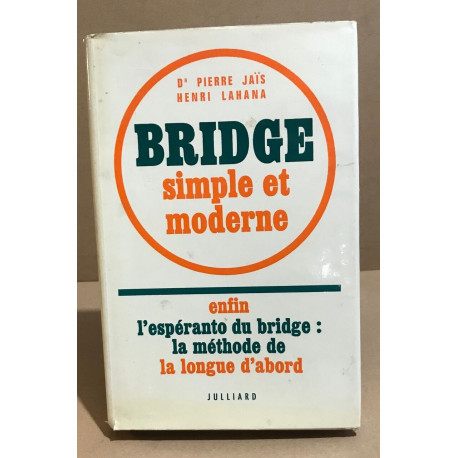 Dr PIERRE JAÏS
HENRI LAHANA
BRIDGE
simple et
moderne
enfin
l'espéranto du bridge :
la méthode de
la longue d'abord
JULLIARD